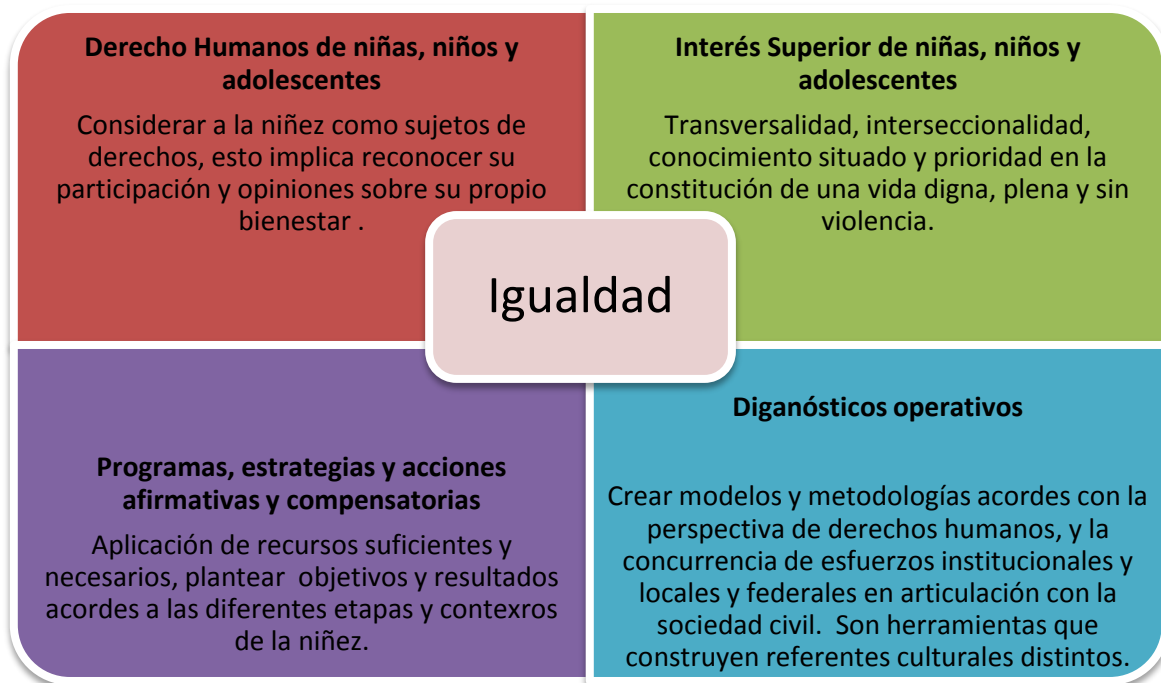 Derecho Humanos de niñas, niños y
adolescentes
Considerar a la niñez como sujetos de
derechos, esto implica reconocer su
participación y opiniones sobre su propio
bienestar .
Interés Superior de niñas, niños y
adolescentes
Transversalidad, interseccionalidad,
conocimiento situado y prioridad en la
constitución de una vida digna, plena y sin
violencia.
Igualdad
Programas, estrategias y acciones
afirmativas y compensatorias
Aplicación de recursos suficientes y
necesarios, plantear  objetivos y resultados
acordes a las diferentes etapas y contexros
de la niñez.
Diganósticos operativos
Crear modelos y metodologías acordes con la
perspectiva de derechos humanos, y la
concurrencia de esfuerzos institucionales y
locales y federales en articulación con la
sociedad civil.  Son herramientas que
construyen referentes culturales distintos.